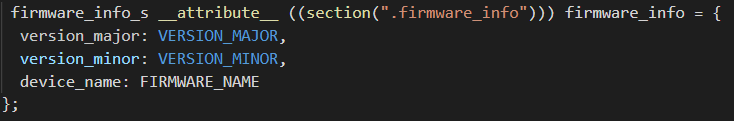 firmware_info_s __attribute__ ((section(".firmware_info"))) firmware_info = {
version_major: VERSION_MAJOR,
version_minor: VERSION_MINOR,
device_name: FIRMWARE_NAME
};